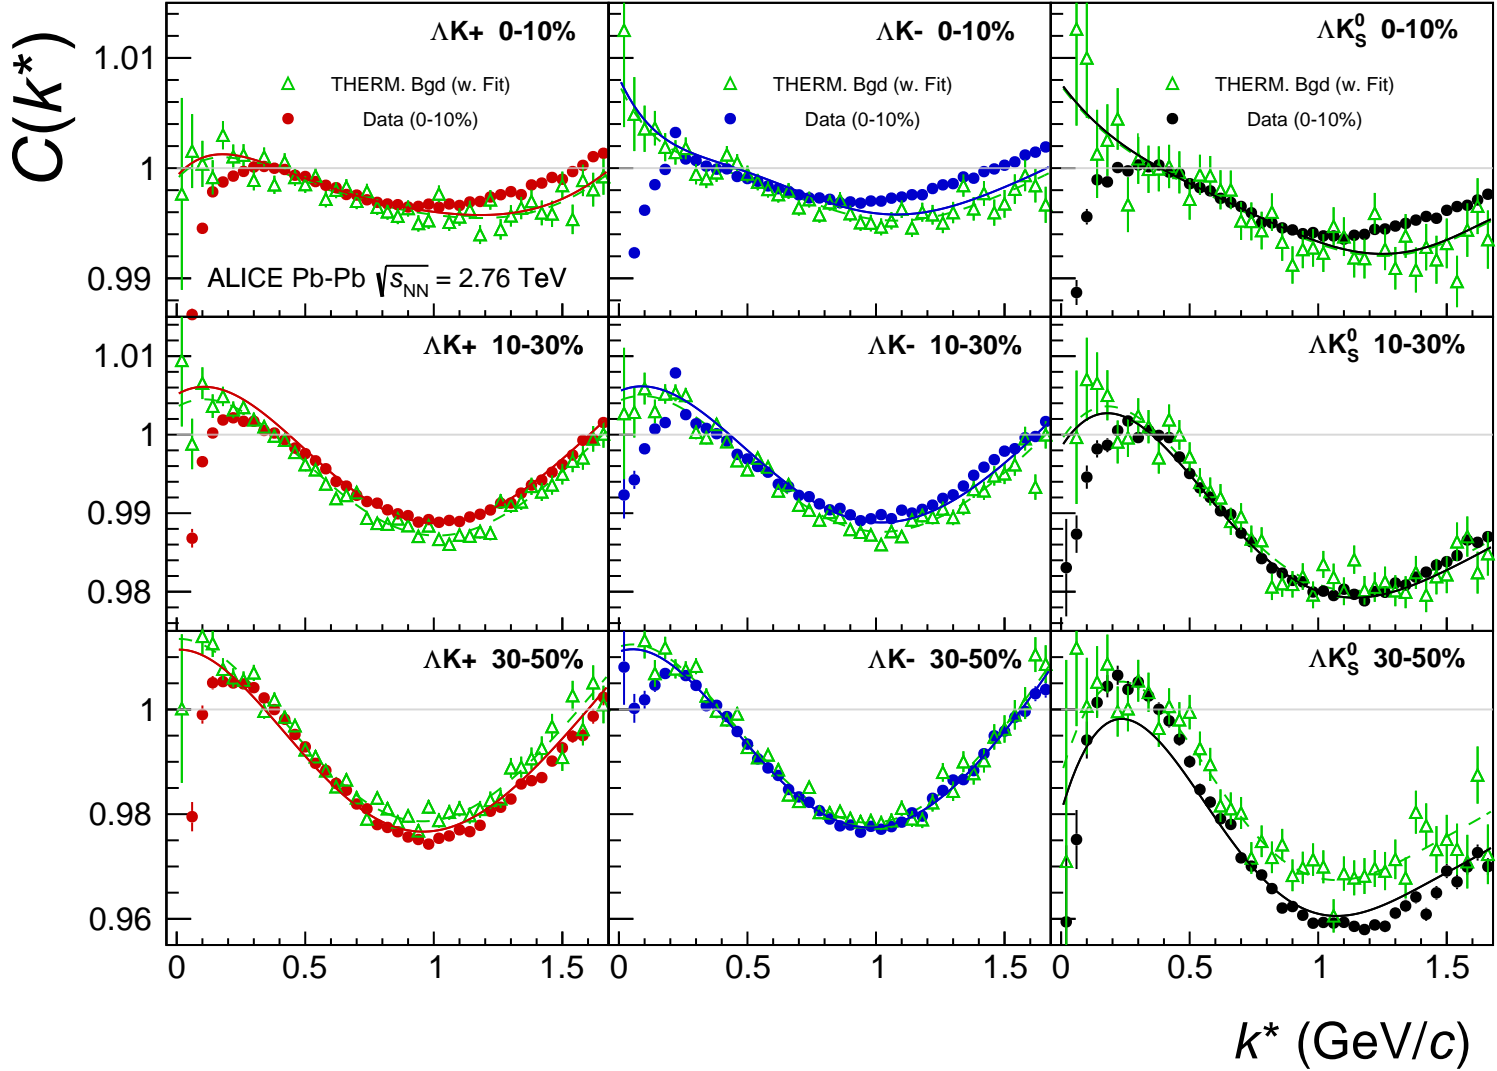 C(k*)
ΛK+ 0-10%
THERM. Bgd (w. Fit)
Data (0-10%)
ALICE Pb-Pb √sNN = 2.76 TeV
ΛK- 0-10%
THERM. Bgd (w. Fit)
Data (0-10%)
ΛK0S 0-10%
THERM. Bgd (w. Fit)
Data (0-10%)
1.01
1
0.99
ΛK+ 10-30%
ΛK- 10-30%
ΛK0S 10-30%
1.01
1
0.99
0.98
ΛK+ 30-50%
ΛK- 30-50%
ΛK0S 30-50%
1
0.98
0.96
0 0.5 1 1.5 0 0.5 1 1.5 0 0.5 1 1.5
k* (GeV/c)